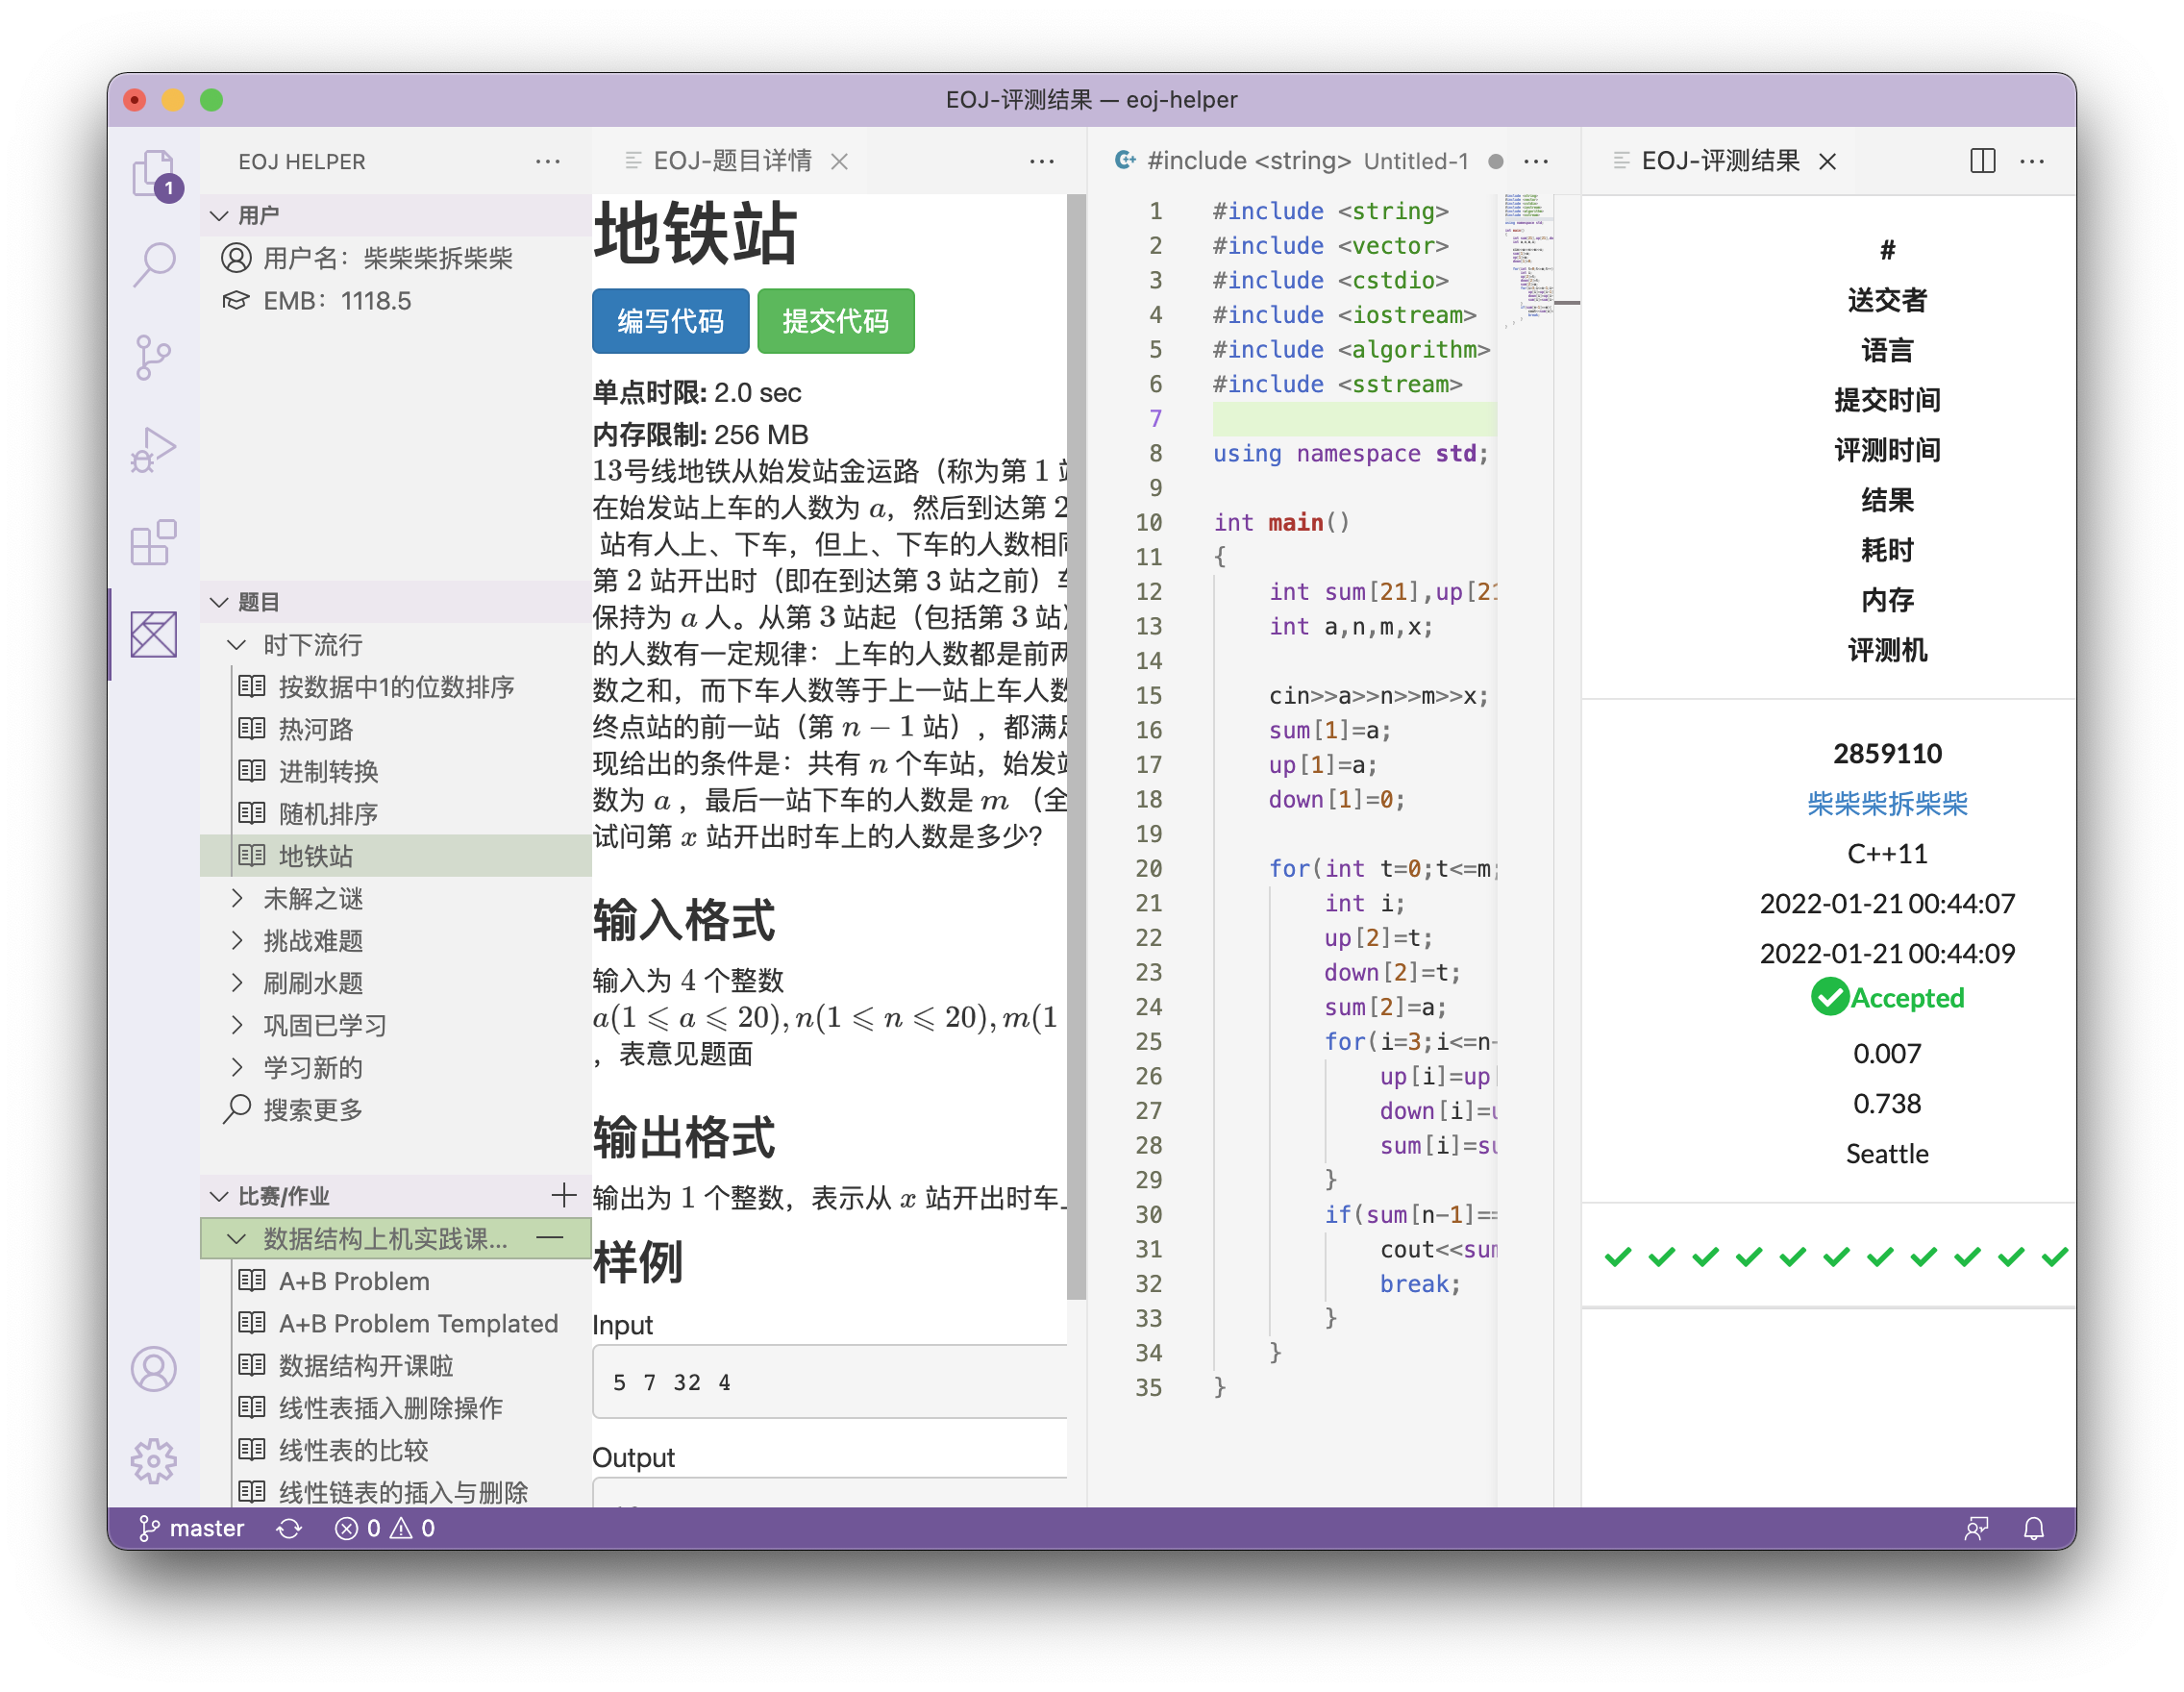 EOJ-评测结果 — eoj-helper
1
EOJ HELPER
用户
用户名：柴柴柴拆柴柴
EMB：1118.5
题目
时下流行
按数据中1的位数排序
热河路
进制转换
随机排序
地铁站
未解之谜
挑战难题
刷刷水题
巩固已学习
学习新的
搜索更多
比赛/作业
数据结构上机实践课...
A+B Problem
A+B Problem Templated
数据结构开课啦
线性表插入删除操作
线性表的比较
线性链表的插入与删除
EOJ-题目详情
地铁站
编写代码 提交代码
单点时限: 2.0 sec
内存限制: 256 MB
13号线地铁从始发站金运路（称为第 1
在始发站上车的人数为 a，然后到达第 2
站有人上、下车，但上、下车的人数相
第 2 站开出时（即在到达第 3 站之前）
保持为 a 人。从第 3 站起（包括第 3 站
的人数有一定规律：上车的人数都是前两
数之和，而下车人数等于上一站上车人数
终点站的前一站（第 n − 1 站），都满
现给出的条件是：共有 n 个车站，始发
数为 a ，最后一站下车的人数是 m （全
试问第 x 站开出时车上的人数是多少？
输入格式
输入为 4 个整数
a(1 ⩽ a ⩽ 20), n(1 ⩽ n ⩽ 20), m(1
，表意见题面
输出格式
输出为 1 个整数，表示从 x 站开出时车
样例
Input
5 7 32 4
Output
#include <string> Untitled-1
1 #include <string>
2 #include <vector>
3 #include <cstdio>
4 #include <iostream>
5 #include <algorithm>
6 #include <sstream>
7
8 using namespace std;
9
10 int main()
11 {
12 int sum[21],up[21
13 int a,n,m,x;
14
15 cin>>a>>n>>m>>x;
16 sum[1]=a;
17 up[1]=a;
18 down[1]=0;
19
20 for(int t=0;t<=m;
21 int i;
22 up[2]=t;
23 down[2]=t;
24 sum[2]=a;
25 for(i=3;i<=n-
26 up[i]=up
27 down[i]=u
28 sum[i]=su
29 }
30 if(sum[n-1]==
31 cout<<sum
32 break;
33 }
34 }
35 }
EOJ-评测结果
#
送交者
语言
提交时间
评测时间
结果
耗时
内存
评测机
2859110
柴柴柴拆柴柴
C++11
2022-01-21 00:44:07
2022-01-21 00:44:09
Accepted
0.007
0.738
Seattle
master 0 0